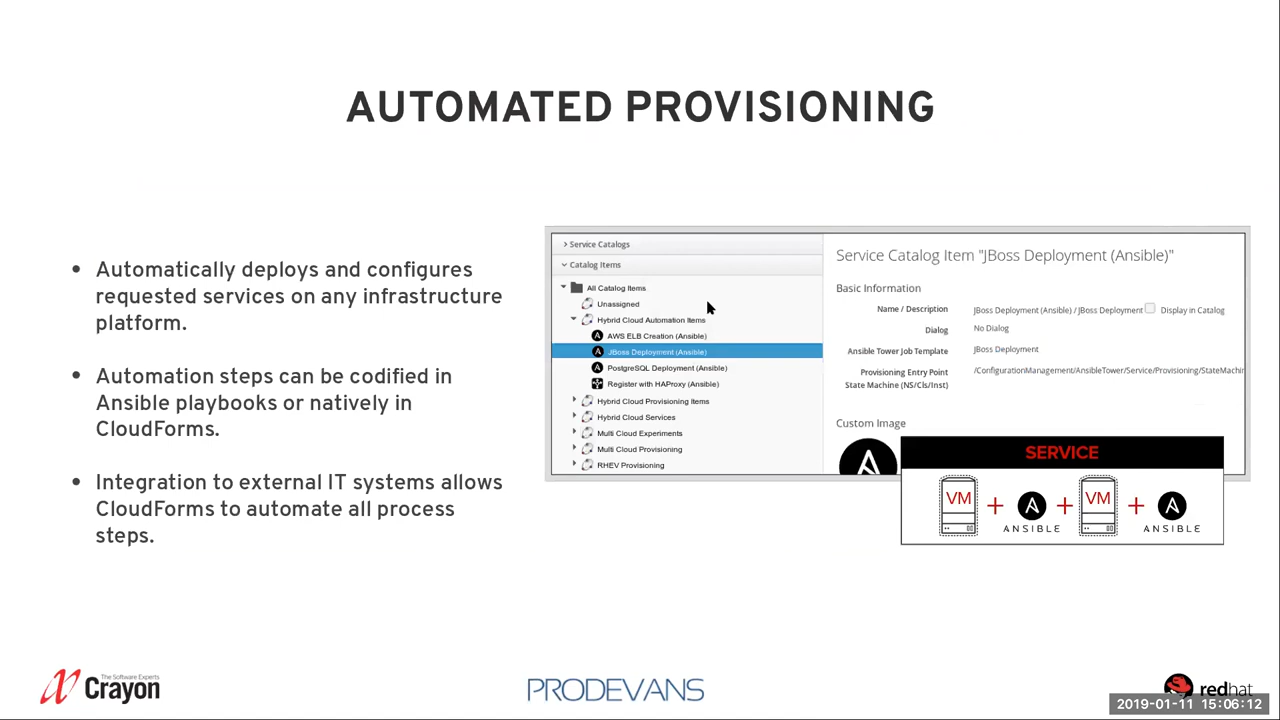 AUTOMATED PROVISIONING
• Automatically deploys and configures
requested services on any infrastructure
platform.
• Automation steps can be codified in
Ansible playbooks or natively in
CloudForms.
• Integration to external IT systems allows
CloudForms to automate all process
steps.
Service Catalogs
Catalog Items
All Catalog Items
Unassigned
Hybrid Cloud Automation Items
AWS ELB Creation (Ansible)
JBoss Deployment (Ansible)
PostgreSQL Deployment (Ansible)
Register with HAProxy (Ansible)
Hybrid Cloud Provisioning Items
Hybrid Cloud Services
Multi Cloud Experiments
Multi Cloud Provisioning
RHEV Provisioning
Service Catalog Item "JBoss Deployment (Ansible)"
Basic Information
Name / Description JBoss Deployment (Ansible) / JBoss Deployment Display in Catalog
Dialog No Dialog
Ansible Tower Job Template JBoss Deployment
Provisioning Entry Point /ConfigurationManagement/AnsibleTower/Service/Provisioning/StateMachin
State Machine (NS/Cls/Inst)
Custom Image
SERVICE
VM + A + VM + A
ANSIBLE ANSIBLE
The Software Experts
Crayon
PRODEVANS
redhat
2019-01-11 15:06:12